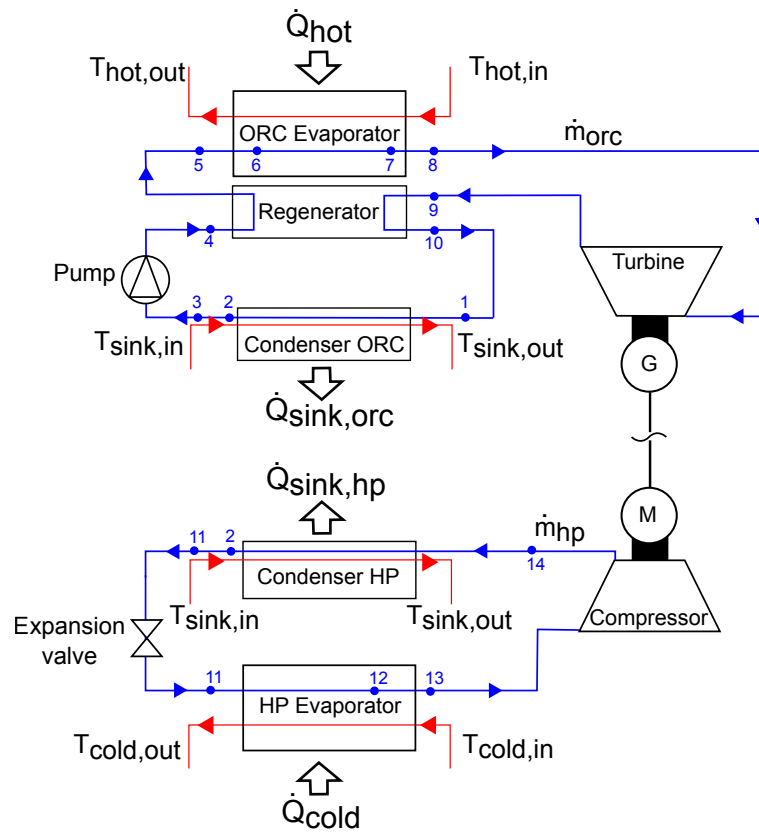 Q̇hot
Thot,out
Thot,in
ORC Evaporator
ṁorc
5
6
7
8
Regenerator
9
4
10
Turbine
Pump
3
2
1
Tsink,in
Condenser ORC
Tsink,out
G
Q̇sink,orc
Q̇sink,hp
M
11
2
ṁhp
14
Condenser HP
Tsink,in
Tsink,out
Compressor
Expansion
valve
11
12
13
HP Evaporator
Tcold,out
Tcold,in
Q̇cold